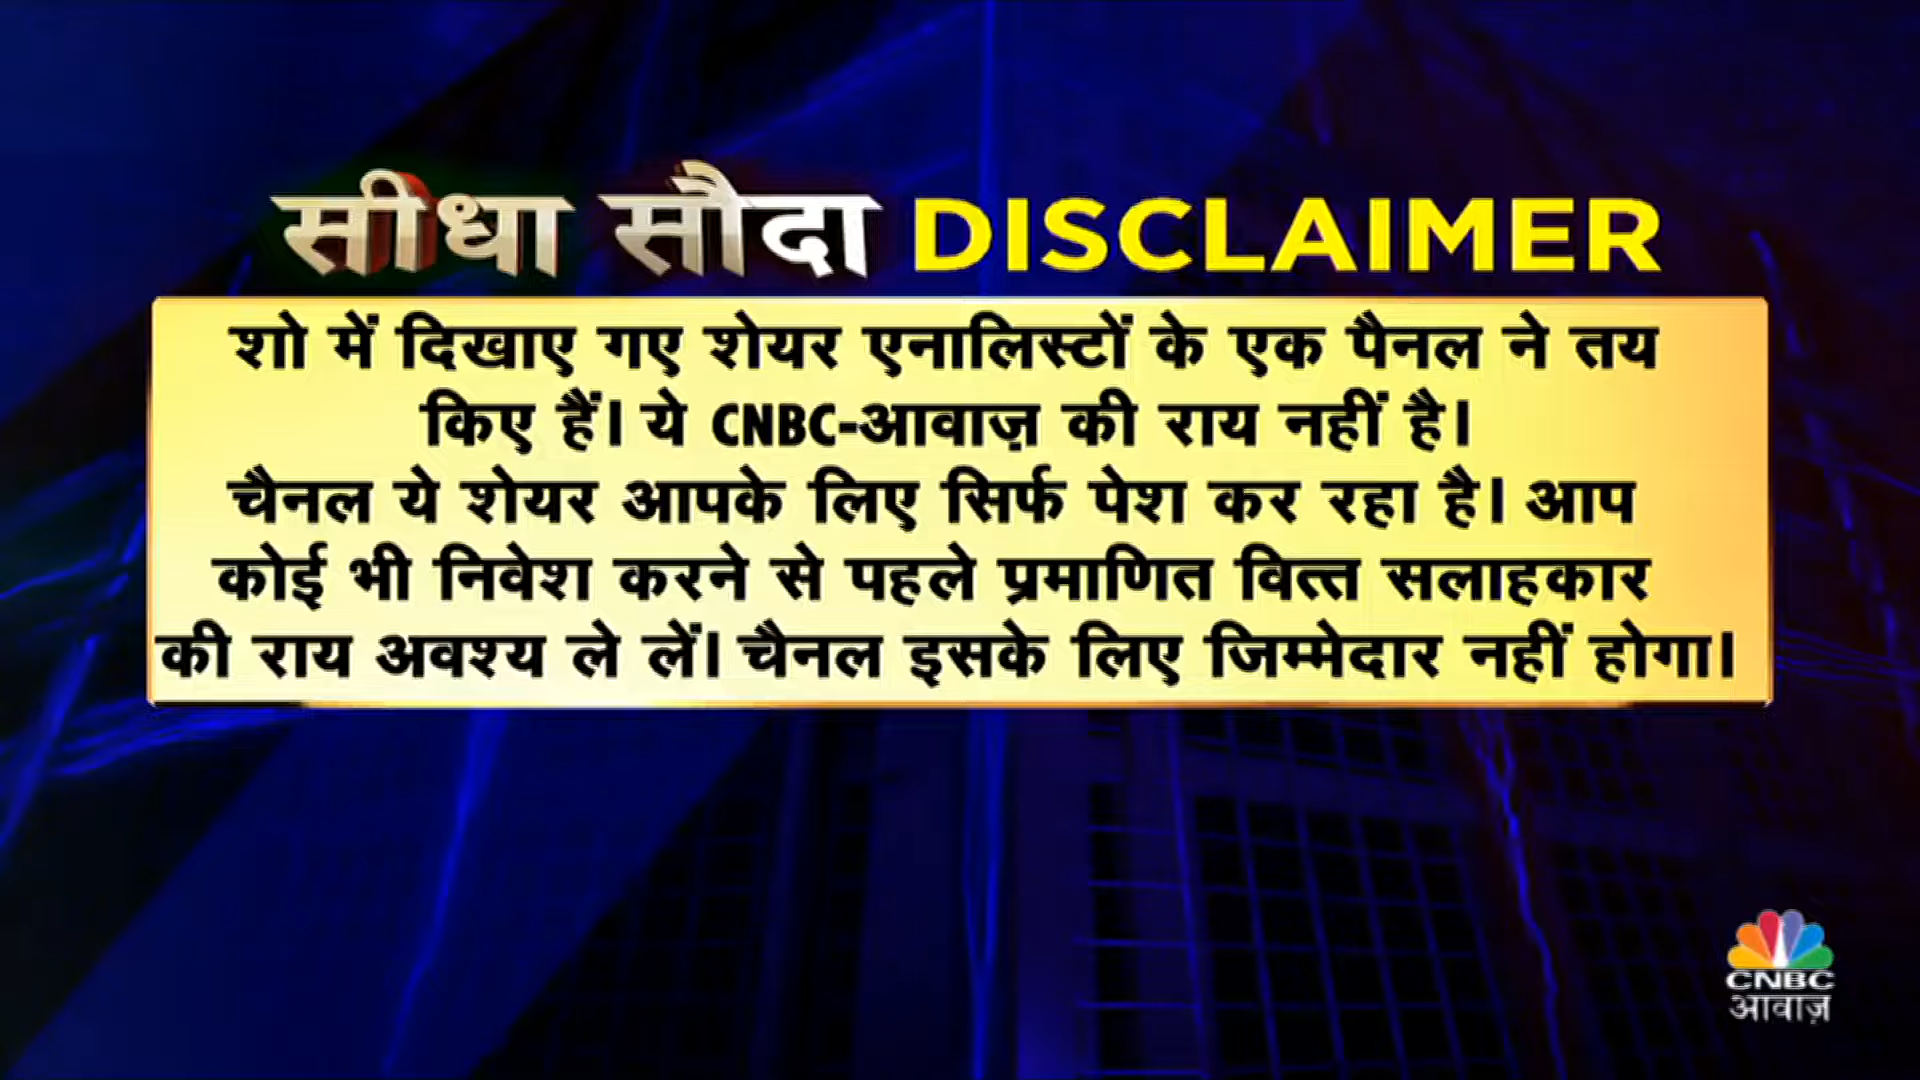 सीधा सौदा DISCLAIMER
शो में दिखाए गए शेयर एनालिस्टों के एक पैनल ने तय
किए हैं। ये CNBC-आवाज़ की राय नहीं है।
चैनल ये शेयर आपके लिए सिर्फ पेश कर रहा है। आप
कोई भी निवेश करने से पहले प्रमाणित वित्त सलाहकार
की राय अवश्य ले लें। चैनल इसके लिए जिम्मेदार नहीं होगा।
CNBC
आवाज़